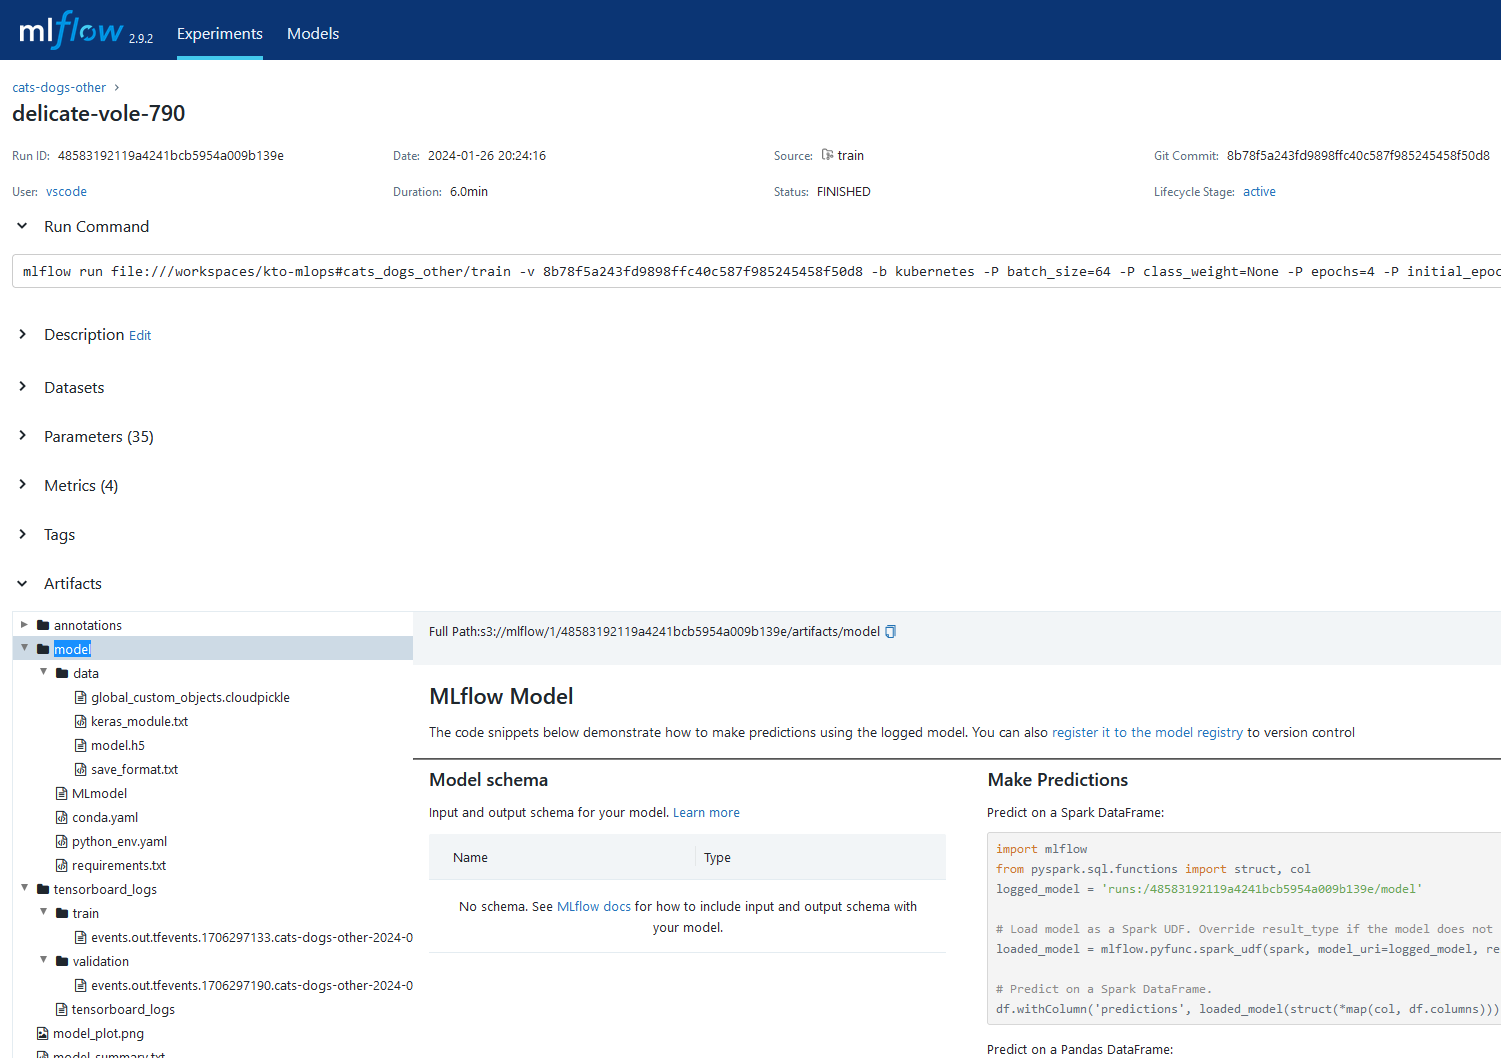 mlflow 2.9.2 Experiments Models
cats-dogs-other
delicate-vole-790
Run ID: 48583192119a4241bcb5954a009b139e Date: 2024-01-26 20:24:16 Source: train Git Commit: 8b78f5a243fd9898ffc40c587f985245458f50d8
User: vscode Duration: 6.0min Status: FINISHED Lifecycle Stage: active
Run Command
mlflow run file:///workspaces/kto-mlops#cats_dogs_other/train -v 8b78f5a243fd9898ffc40c587f985245458f50d8 -b kubernetes -P batch_size=64 -P class_weight=None -P epochs=4 -P initial_epoc
Description Edit
Datasets
Parameters (35)
Metrics (4)
Tags
Artifacts
annotations
model
data
global_custom_objects.cloudpickle
keras_module.txt
model.h5
save_format.txt
MLmodel
conda.yaml
python_env.yaml
requirements.txt
tensorboard_logs
train
events.out.tfevents.1706297133.cats-dogs-other-2024-0
validation
events.out.tfevents.1706297190.cats-dogs-other-2024-0
tensorboard_logs
model_plot.png
model_summary.txt
Full Path:s3://mlflow/1/48583192119a4241bcb5954a009b139e/artifacts/model
MLflow Model
The code snippets below demonstrate how to make predictions using the logged model. You can also register it to the model registry to version control
Model schema
Input and output schema for your model. Learn more
Name Type
No schema. See MLflow docs for how to include input and output schema with
your model.
Make Predictions
Predict on a Spark DataFrame:
import mlflow
from pyspark.sql.functions import struct, col
logged_model = 'runs:/48583192119a4241bcb5954a009b139e/model'
# Load model as a Spark UDF. Override result_type if the model does not
loaded_model = mlflow.pyfunc.spark_udf(spark, model_uri=logged_model, re
# Predict on a Spark DataFrame.
df.withColumn('predictions', loaded_model(struct(*map(col, df.columns)))
Predict on a Pandas DataFrame: